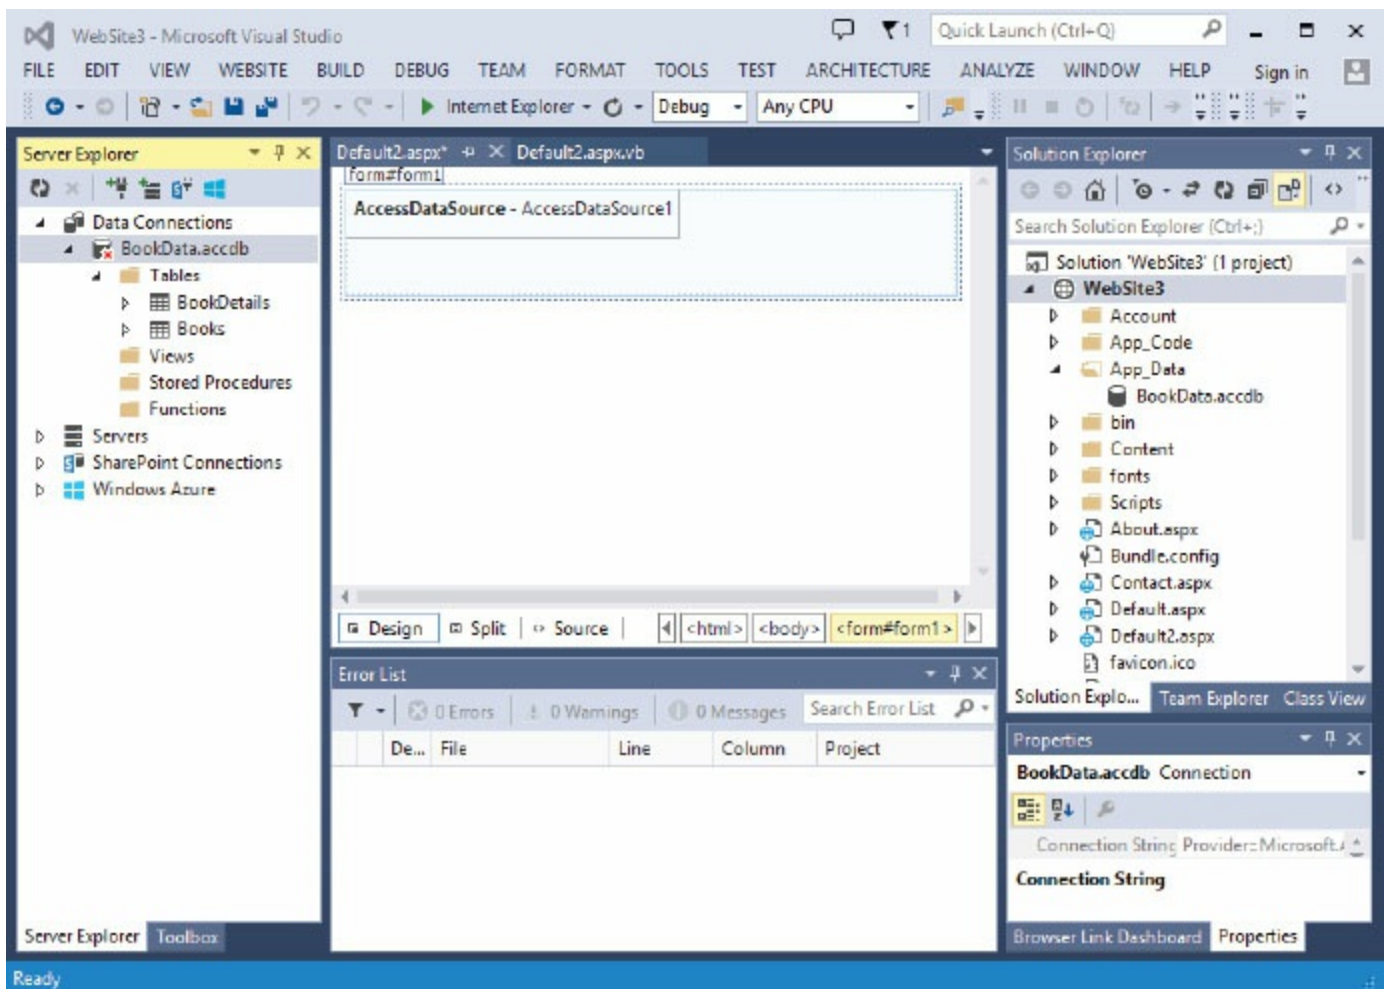 WebSite3 - Microsoft Visual Studio
1
Quick Launch (Ctrl+Q)
FILE EDIT VIEW WEBSITE BUILD DEBUG TEAM FORMAT TOOLS TEST ARCHITECTURE ANALYZE WINDOW HELP Sign in
Internet Explorer Debug Any CPU
Server Explorer
Data Connections
BookData.accdb
Tables
BookDetails
Books
Views
Stored Procedures
Functions
Servers
SharePoint Connections
Windows Azure
Server Explorer Toolbox
Default2.aspx* Default2.aspx.vb
form#form1
AccessDataSource - AccessDataSource1
Design Split Source <html> <body> <form#form1>
Error List
0 Errors 0 Warnings 0 Messages Search Error List
De... File Line Column Project
Solution Explorer
Search Solution Explorer (Ctrl+;)
Solution 'WebSite3' (1 project)
WebSite3
Account
App_Code
App_Data
BookData.accdb
bin
Content
fonts
Scripts
About.aspx
Bundle.config
Contact.aspx
Default.aspx
Default2.aspx
favicon.ico
Solution Explo... Team Explorer Class View
Properties
BookData.accdb Connection
Connection String Provider=Microsoft.
Connection String
Browser Link Dashboard Properties
Ready